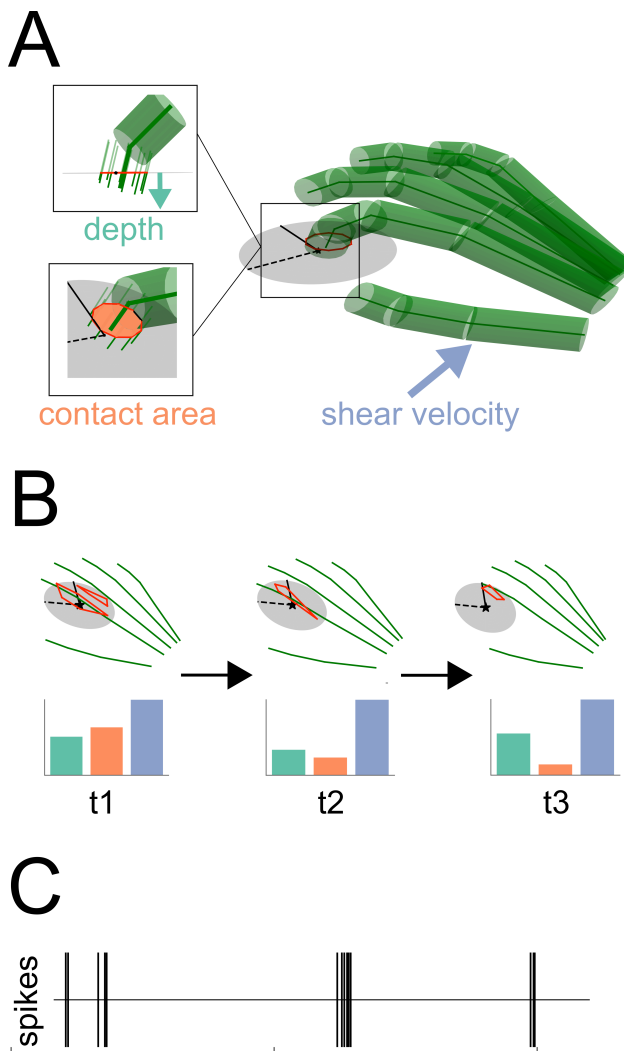 A
depth
contact area
shear velocity
B
t1
t2
t3
C
spikes